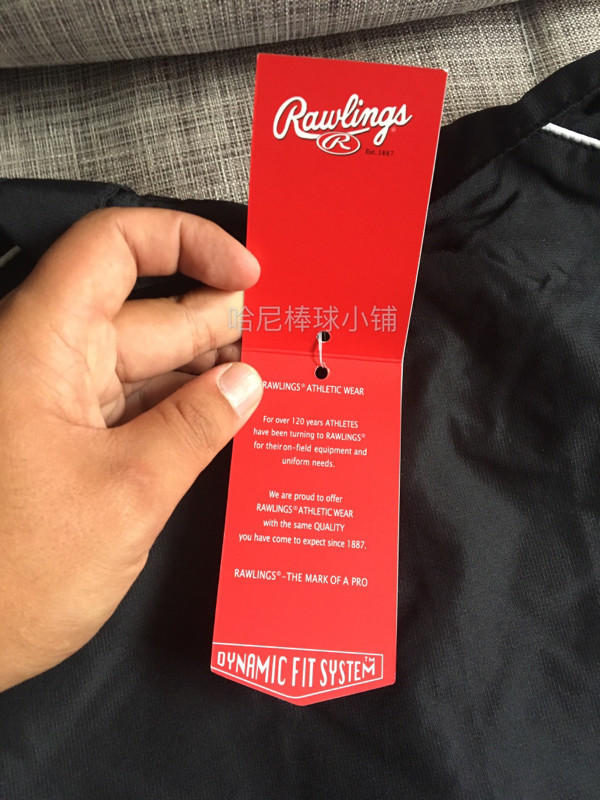 Rawlings
R
Est. 1887
哈尼棒球小铺
RAWLINGS® ATHLETIC WEAR
For over 120 years ATHLETES
have been turning to RAWLINGS®
for their on-field equipment and
uniform needs.
We are proud to offer
RAWLINGS® ATHLETIC WEAR
with the same QUALITY
you have come to expect since 1887.
RAWLINGS®-THE MARK OF A PRO
DYNAMIC FIT SYSTEM™